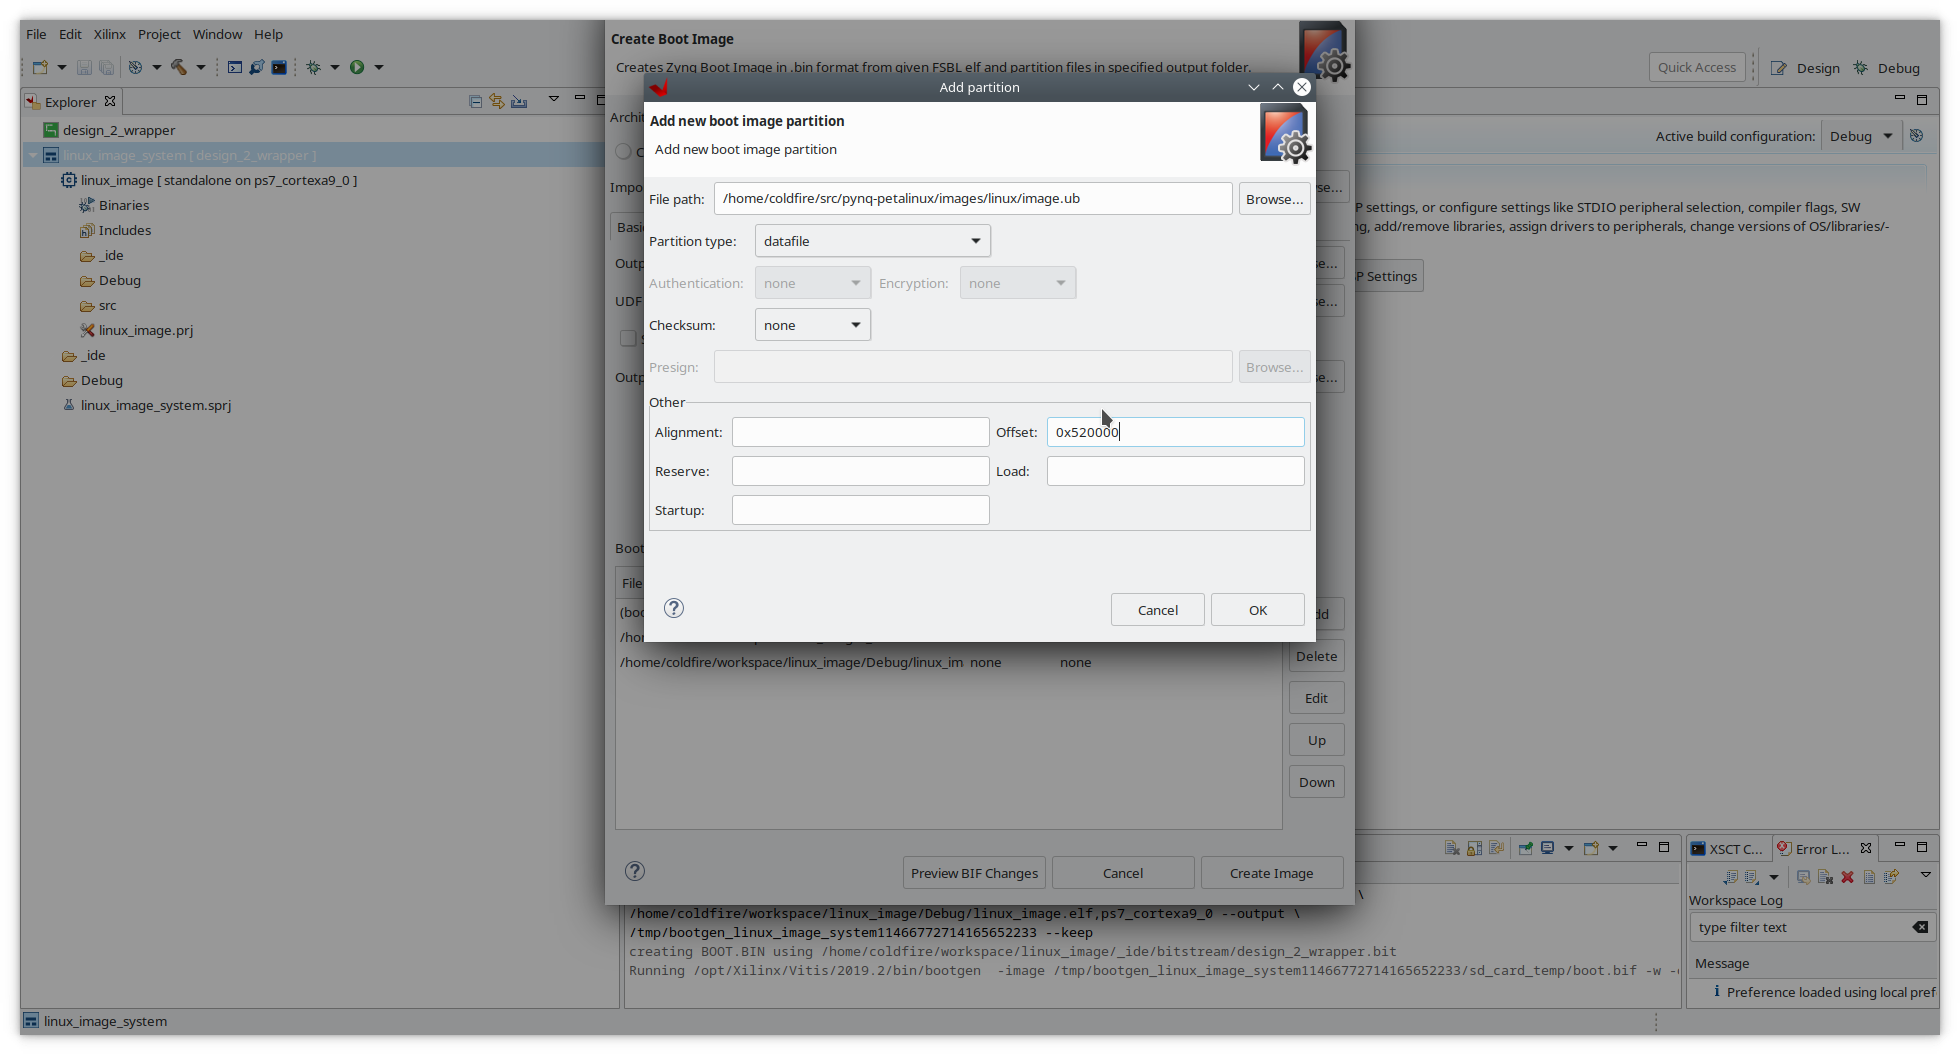 File Edit Xilinx Project Window Help
Quick Access
Design
Debug
Explorer
design_2_wrapper
linux_image_system [ design_2_wrapper ]
linux_image [ standalone on ps7_cortexa9_0 ]
Binaries
Includes
_ide
Debug
src
linux_image.prj
_ide
Debug
linux_image_system.sprj
Create Boot Image
Creates Zynq Boot Image in .bin format from given FSBL elf and partition files in specified output folder.
Add partition
Add new boot image partition
Add new boot image partition
File path: /home/coldfire/src/pynq-petalinux/images/linux/image.ub Browse...
Partition type: datafile
Authentication: none Encryption: none
Checksum: none
Presign: Browse...
Other
Alignment: Offset: 0x520000
Reserve: Load:
Startup:
Cancel OK
UDF
Boot
File
/home/coldfire/workspace/linux_image/Debug/linux_im none none
Delete
Edit
Up
Down
Preview BIF Changes Cancel Create Image
Active build configuration: Debug
P settings, or configure settings like STDIO peripheral selection, compiler flags, SW
ng, add/remove libraries, assign drivers to peripherals, change versions of OS/libraries/-
P Settings
\
/home/coldfire/workspace/linux_image/Debug/linux_image.elf,ps7_cortexa9_0 --output \
/tmp/bootgen_linux_image_system11466772714165652233 --keep
creating BOOT.BIN using /home/coldfire/workspace/linux_image/_ide/bitstream/design_2_wrapper.bit
Running /opt/Xilinx/Vitis/2019.2/bin/bootgen -image /tmp/bootgen_linux_image_system11466772714165652233/sd_card_temp/boot.bif -w
XSCT C...
Error L...
Workspace Log
type filter text
Message
Preference loaded using local pref
linux_image_system